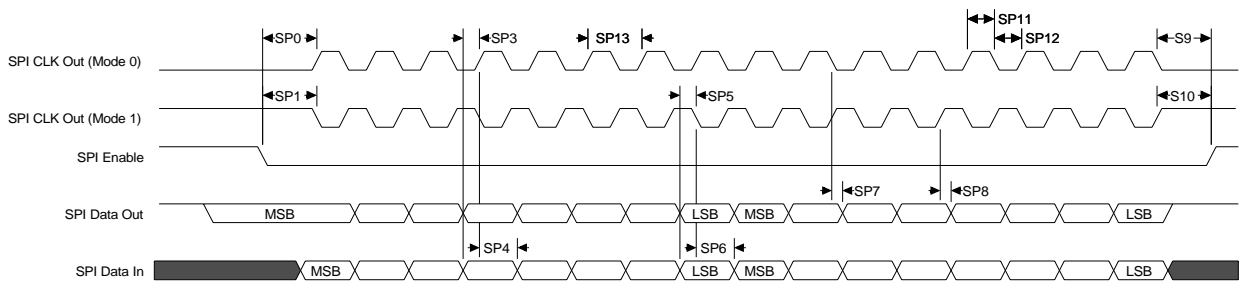 SP11
SP0 SP3 SP13 SP12 S9
SPI CLK Out (Mode 0)
SP1 SP5 S10
SPI CLK Out (Mode 1)
SPI Enable
SP7 SP8
SPI Data Out MSB LSB MSB LSB
SP4 SP6
SPI Data In MSB LSB MSB LSB